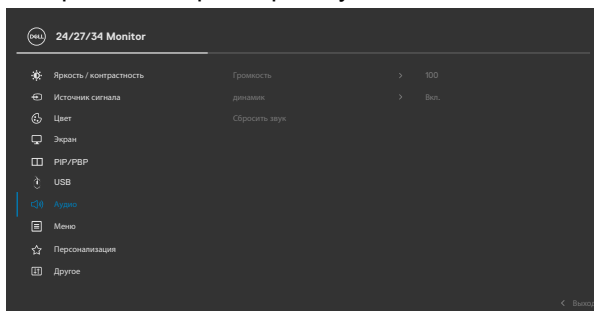 DELL
24/27/34 Monitor
Яркость / контрастность Громкость > 100
Источник сигнала динамик > Вкл.
Цвет Сбросить звук
Экран
PIP/PBP
USB
Аудио
Меню
Персонализация
Другое
< Выход